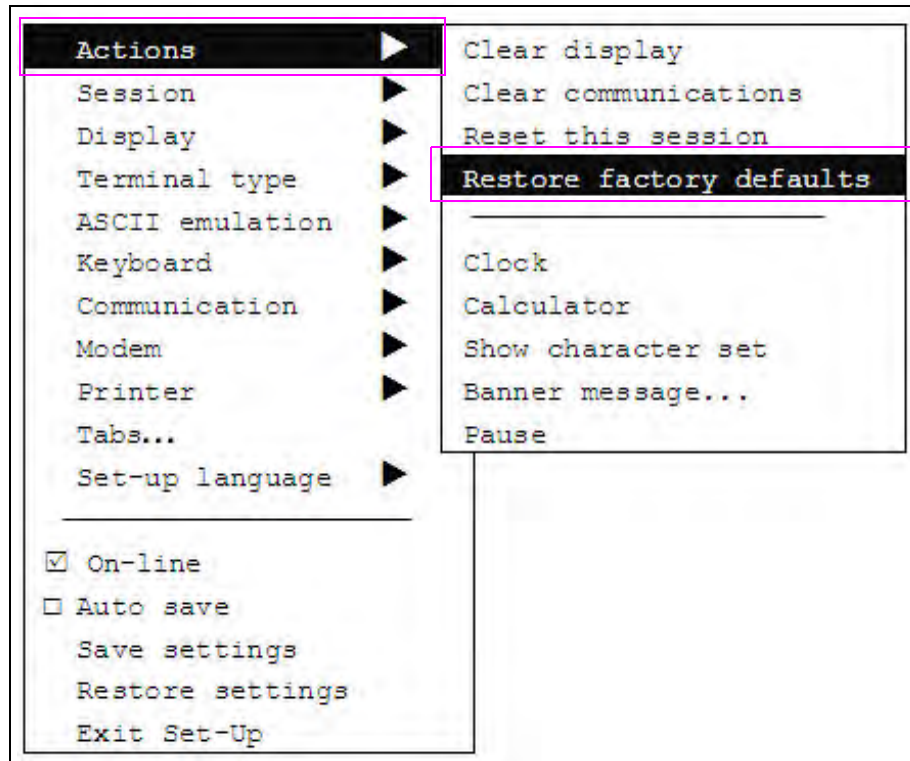 Actions
Session
Display
Terminal type
ASCII emulation
Keyboard
Communication
Modem
Printer
Tabs...
Set-up language
☑ On-line
☐ Auto save
Save settings
Restore settings
Exit Set-Up
Clear display
Clear communications
Reset this session
Restore factory defaults
Clock
Calculator
Show character set
Banner message...
Pause